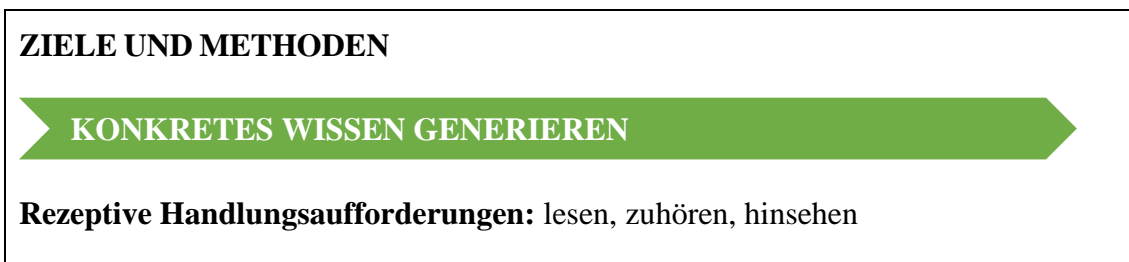 ZIELE UND METHODEN
KONKRETES WISSEN GENERIEREN
Rezeptive Handlungsaufforderungen: lesen, zuhören, hinsehen